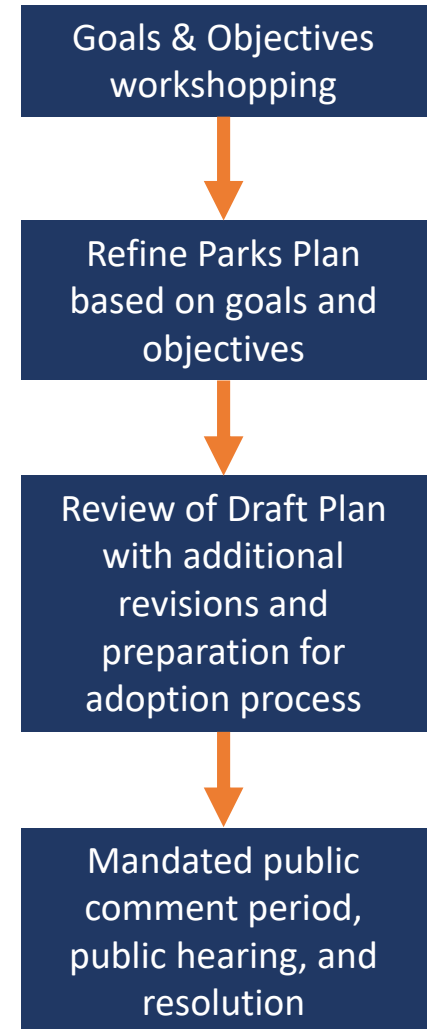 Goals & Objectives
workshopping
Refine Parks Plan
based on goals and
objectives
Review of Draft Plan
with additional
revisions and
preparation for
adoption process
Mandated public
comment period,
public hearing, and
resolution